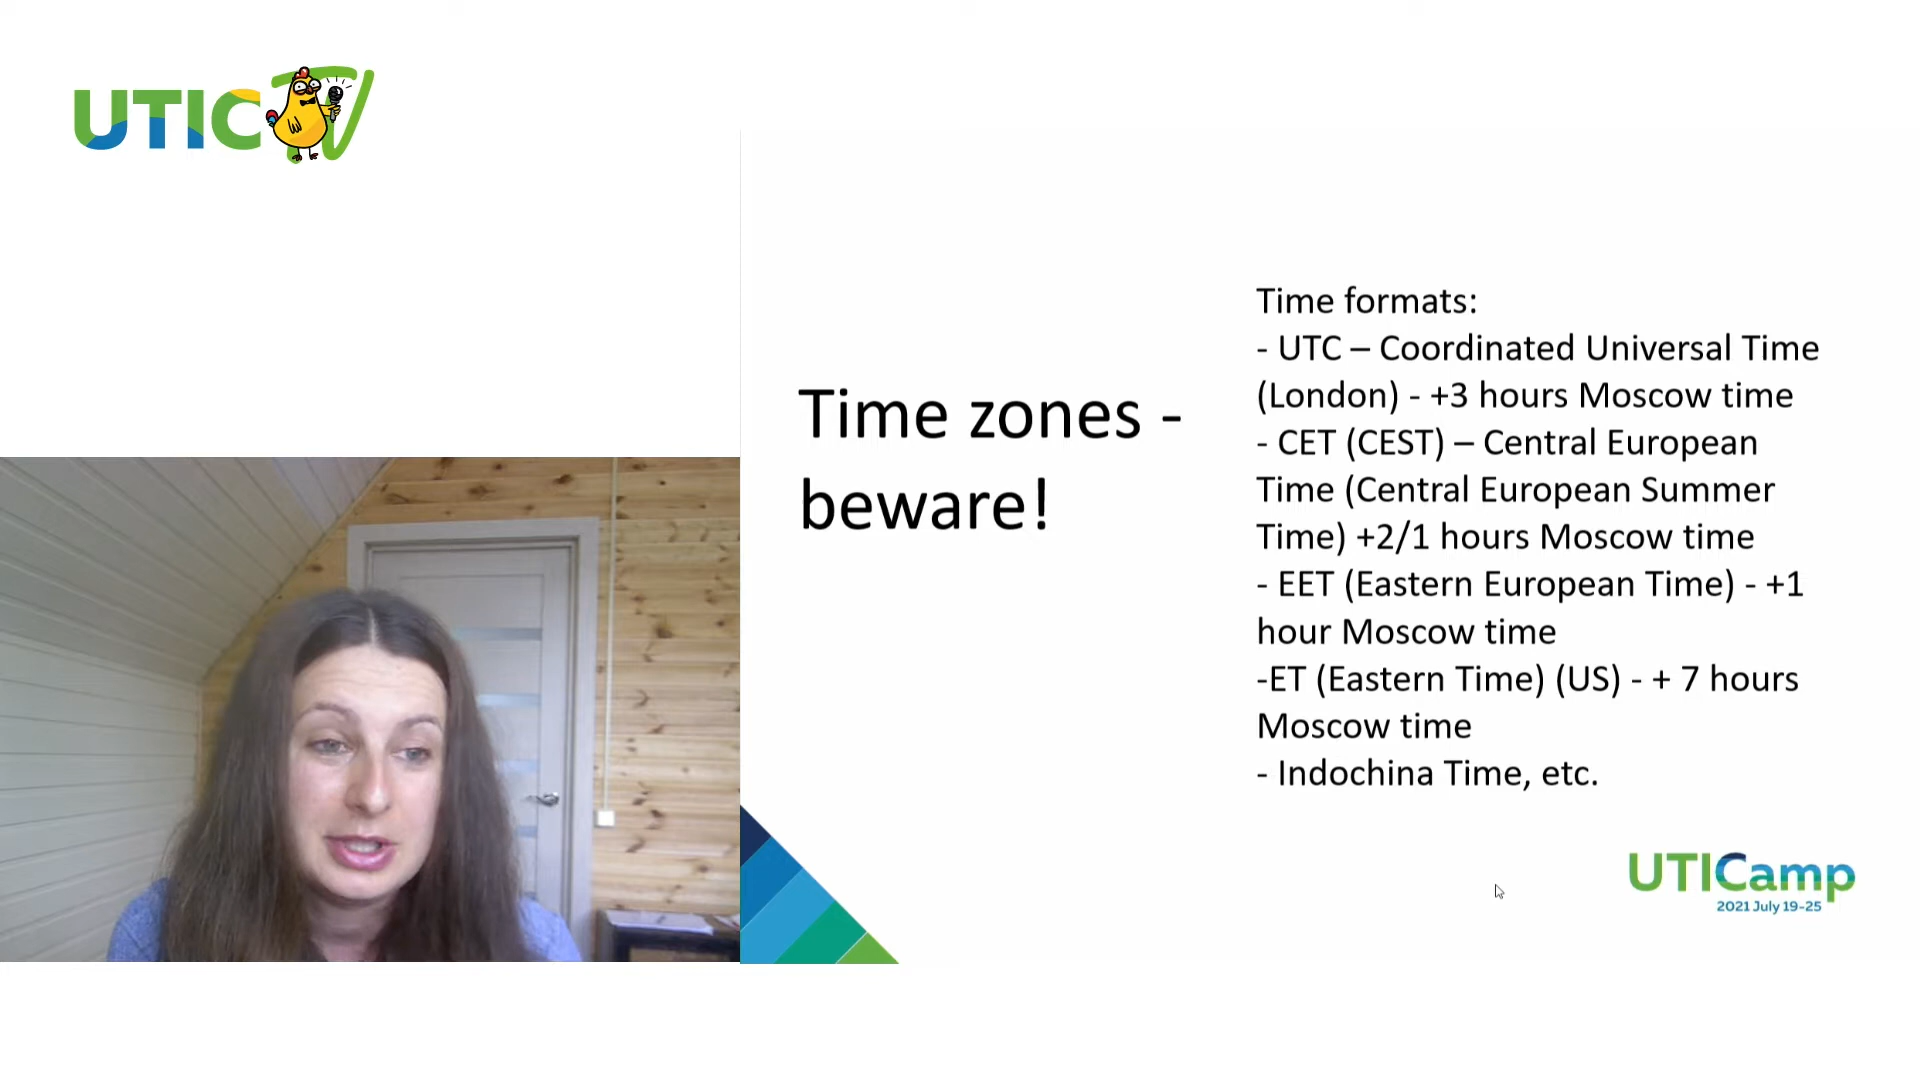 UTIC TV
Time zones -
beware!
Time formats:
- UTC – Coordinated Universal Time
(London) - +3 hours Moscow time
- CET (CEST) – Central European
Time (Central European Summer
Time) +2/1 hours Moscow time
- EET (Eastern European Time) - +1
hour Moscow time
-ET (Eastern Time) (US) - + 7 hours
Moscow time
- Indochina Time, etc.
UTICamp
2021 July 19-25